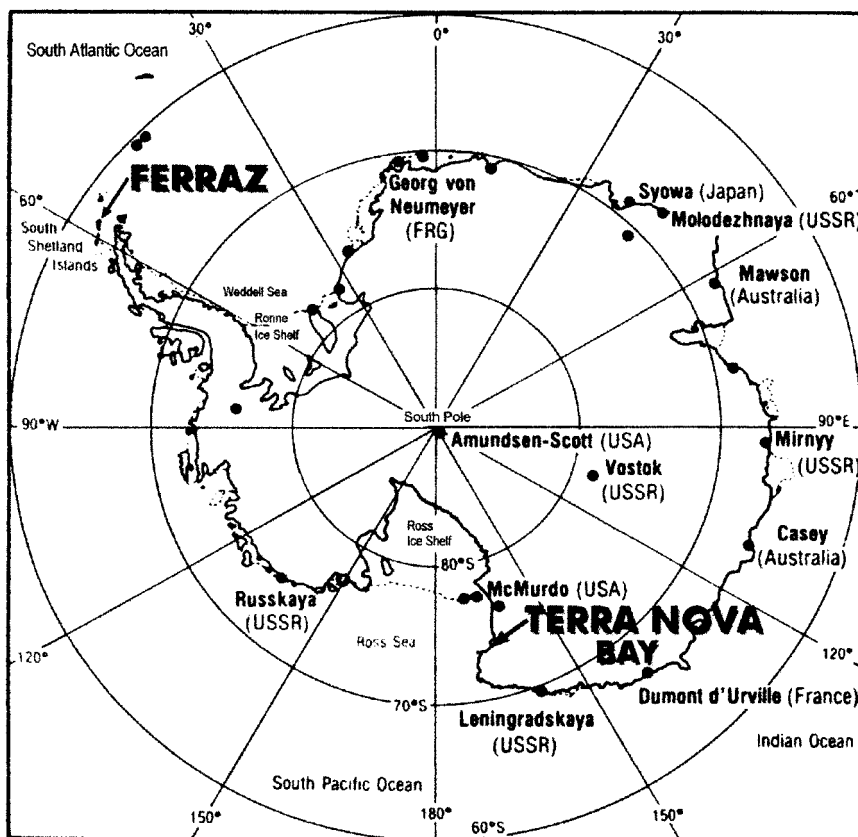 30°
0°
30°
South Atlantic Ocean
FERRAZ
60°
South
Shetland
Islands
Georg von
Neumeyer
(FRG)
Syowa (Japan)
60°
Molodezhnaya (USSR)
Mawson
(Australia)
Weddell Sea
Ronne
Ice Shelf
South Pole
90°W
90°E
Amundsen-Scott (USA)
Mirnyy
(USSR)
Vostok
(USSR)
Ross
Ice Shelf
Casey
(Australia)
80°S
McMurdo (USA)
Russkaya
(USSR)
TERRA NOVA
BAY
Ross Sea
120°
120°
Dumont d'Urville (France)
70°S
Leningradskaya
(USSR)
Indian Ocean
South Pacific Ocean
150°
180°
60°S
150°